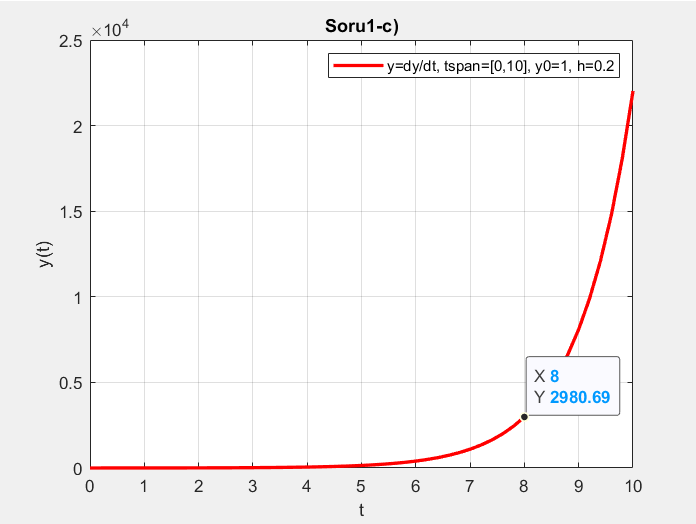 Soru1-c)
×10⁴
y=dy/dt, tspan=[0,10], y0=1, h=0.2
2.5
2
1.5
1
0.5
0
y(t)
X 8
Y 2980.69
0 1 2 3 4 5 6 7 8 9 10
t